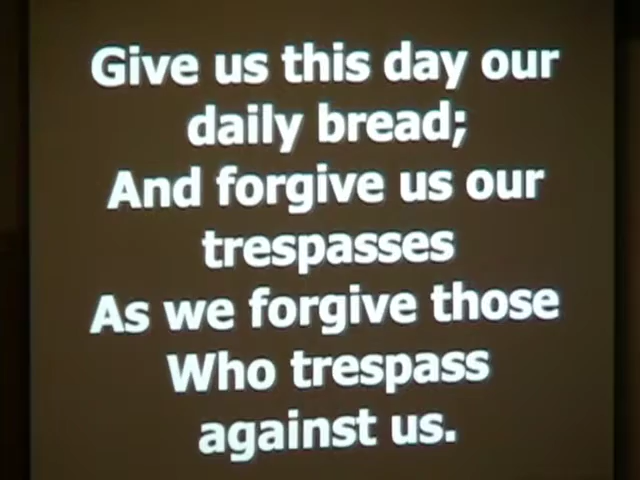 Give us this day our
daily bread;
And forgive us our
trespasses
As we forgive those
Who trespass
against us.